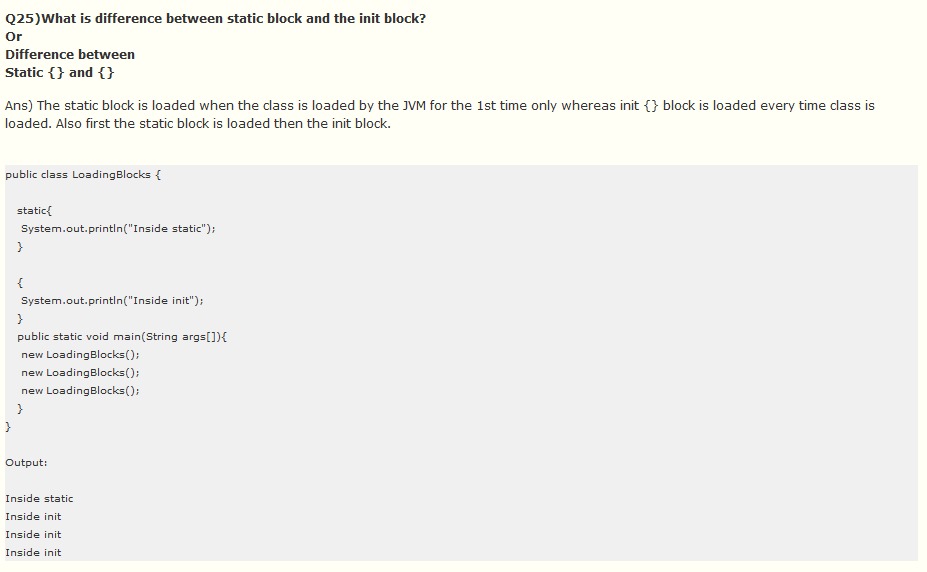 Q25)What is difference between static block and the init block?
Or
Difference between
Static {} and {}
Ans) The static block is loaded when the class is loaded by the JVM for the 1st time only whereas init {} block is loaded every time class is
loaded. Also first the static block is loaded then the init block.
public class LoadingBlocks {
static{
System.out.println("Inside static");
}
{
System.out.println("Inside init");
}
public static void main(String args[]){
new LoadingBlocks();
new LoadingBlocks();
new LoadingBlocks();
}
}
Output:
Inside static
Inside init
Inside init
Inside init